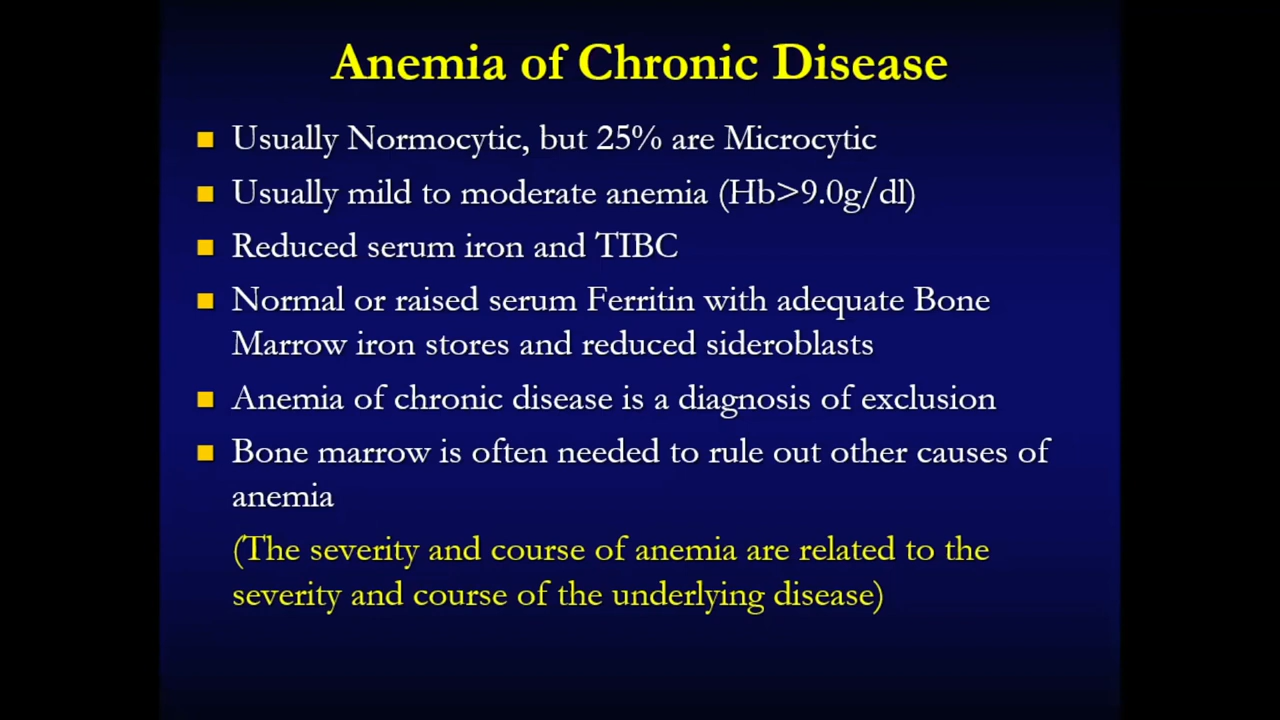 Anemia of Chronic Disease
Usually Normocytic, but 25% are Microcytic
Usually mild to moderate anemia (Hb>9.0g/dl)
Reduced serum iron and TIBC
Normal or raised serum Ferritin with adequate Bone
Marrow iron stores and reduced sideroblasts
Anemia of chronic disease is a diagnosis of exclusion
Bone marrow is often needed to rule out other causes of
anemia
(The severity and course of anemia are related to the
severity and course of the underlying disease)